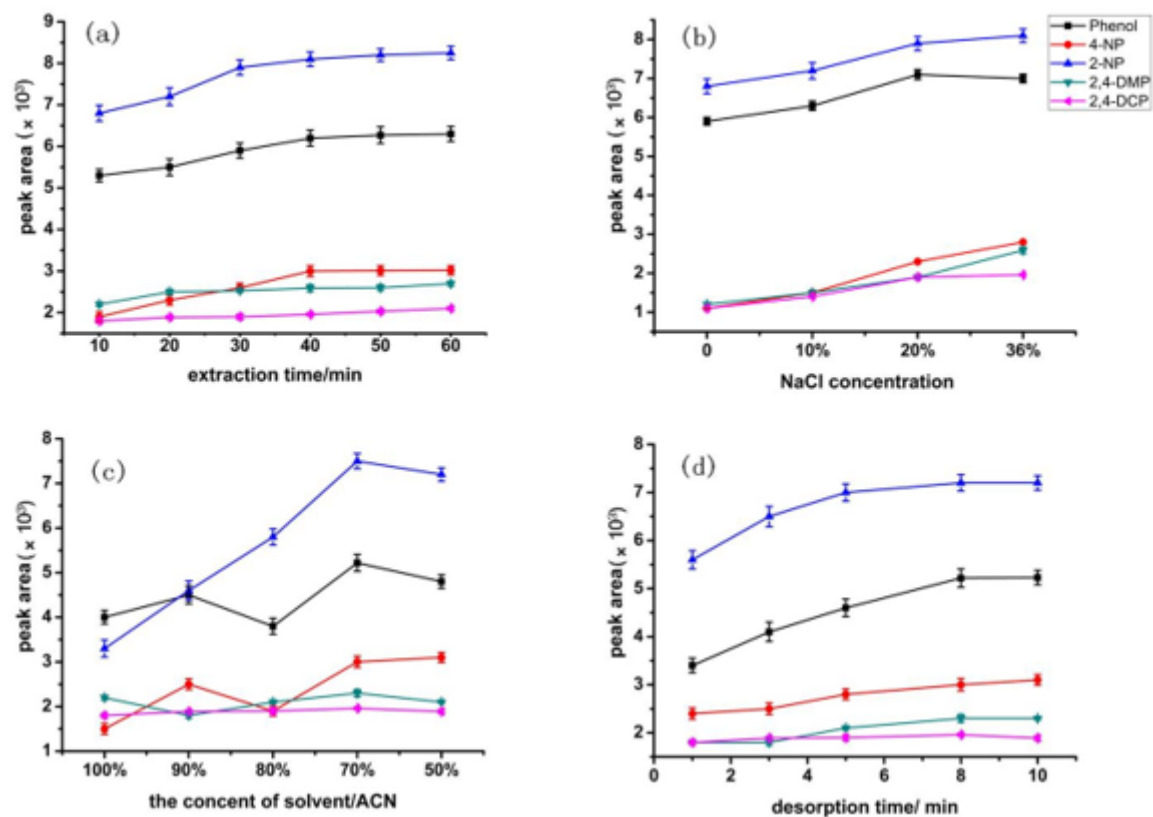 (a)
9
8
7
6
5
3
2
peak area ( × 10³)
10 20 30 40 50 60
extraction time/min
(b)
8
7
6
5
4
3
2
1
peak area ( × 10³)
0 10% 20% 36%
NaCl concentration
Phenol
4-NP
2-NP
2,4-DMP
2,4-DCP
(c)
8
7
6
5
4
3
2
1
peak area( × 10³)
100% 90% 80% 70% 50%
the concent of solvent/ACN
(d)
8
7
6
5
4
3
2
peak area( × 10³)
0 2 4 6 8 10
desorption time/ min